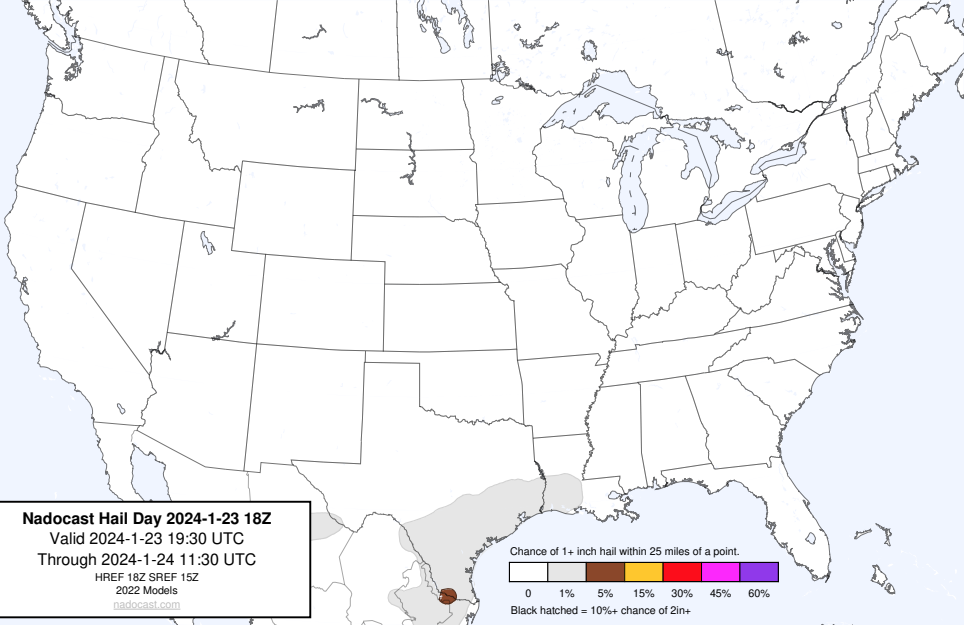 Nadocast Hail Day 2024-1-23 18Z
Valid 2024-1-23 19:30 UTC
Through 2024-1-24 11:30 UTC
HREF 18Z SREF 15Z
2022 Models
nadocast.com
Chance of 1+ inch hail within 25 miles of a point.
0 1% 5% 15% 30% 45% 60%
Black hatched = 10%+ chance of 2in+